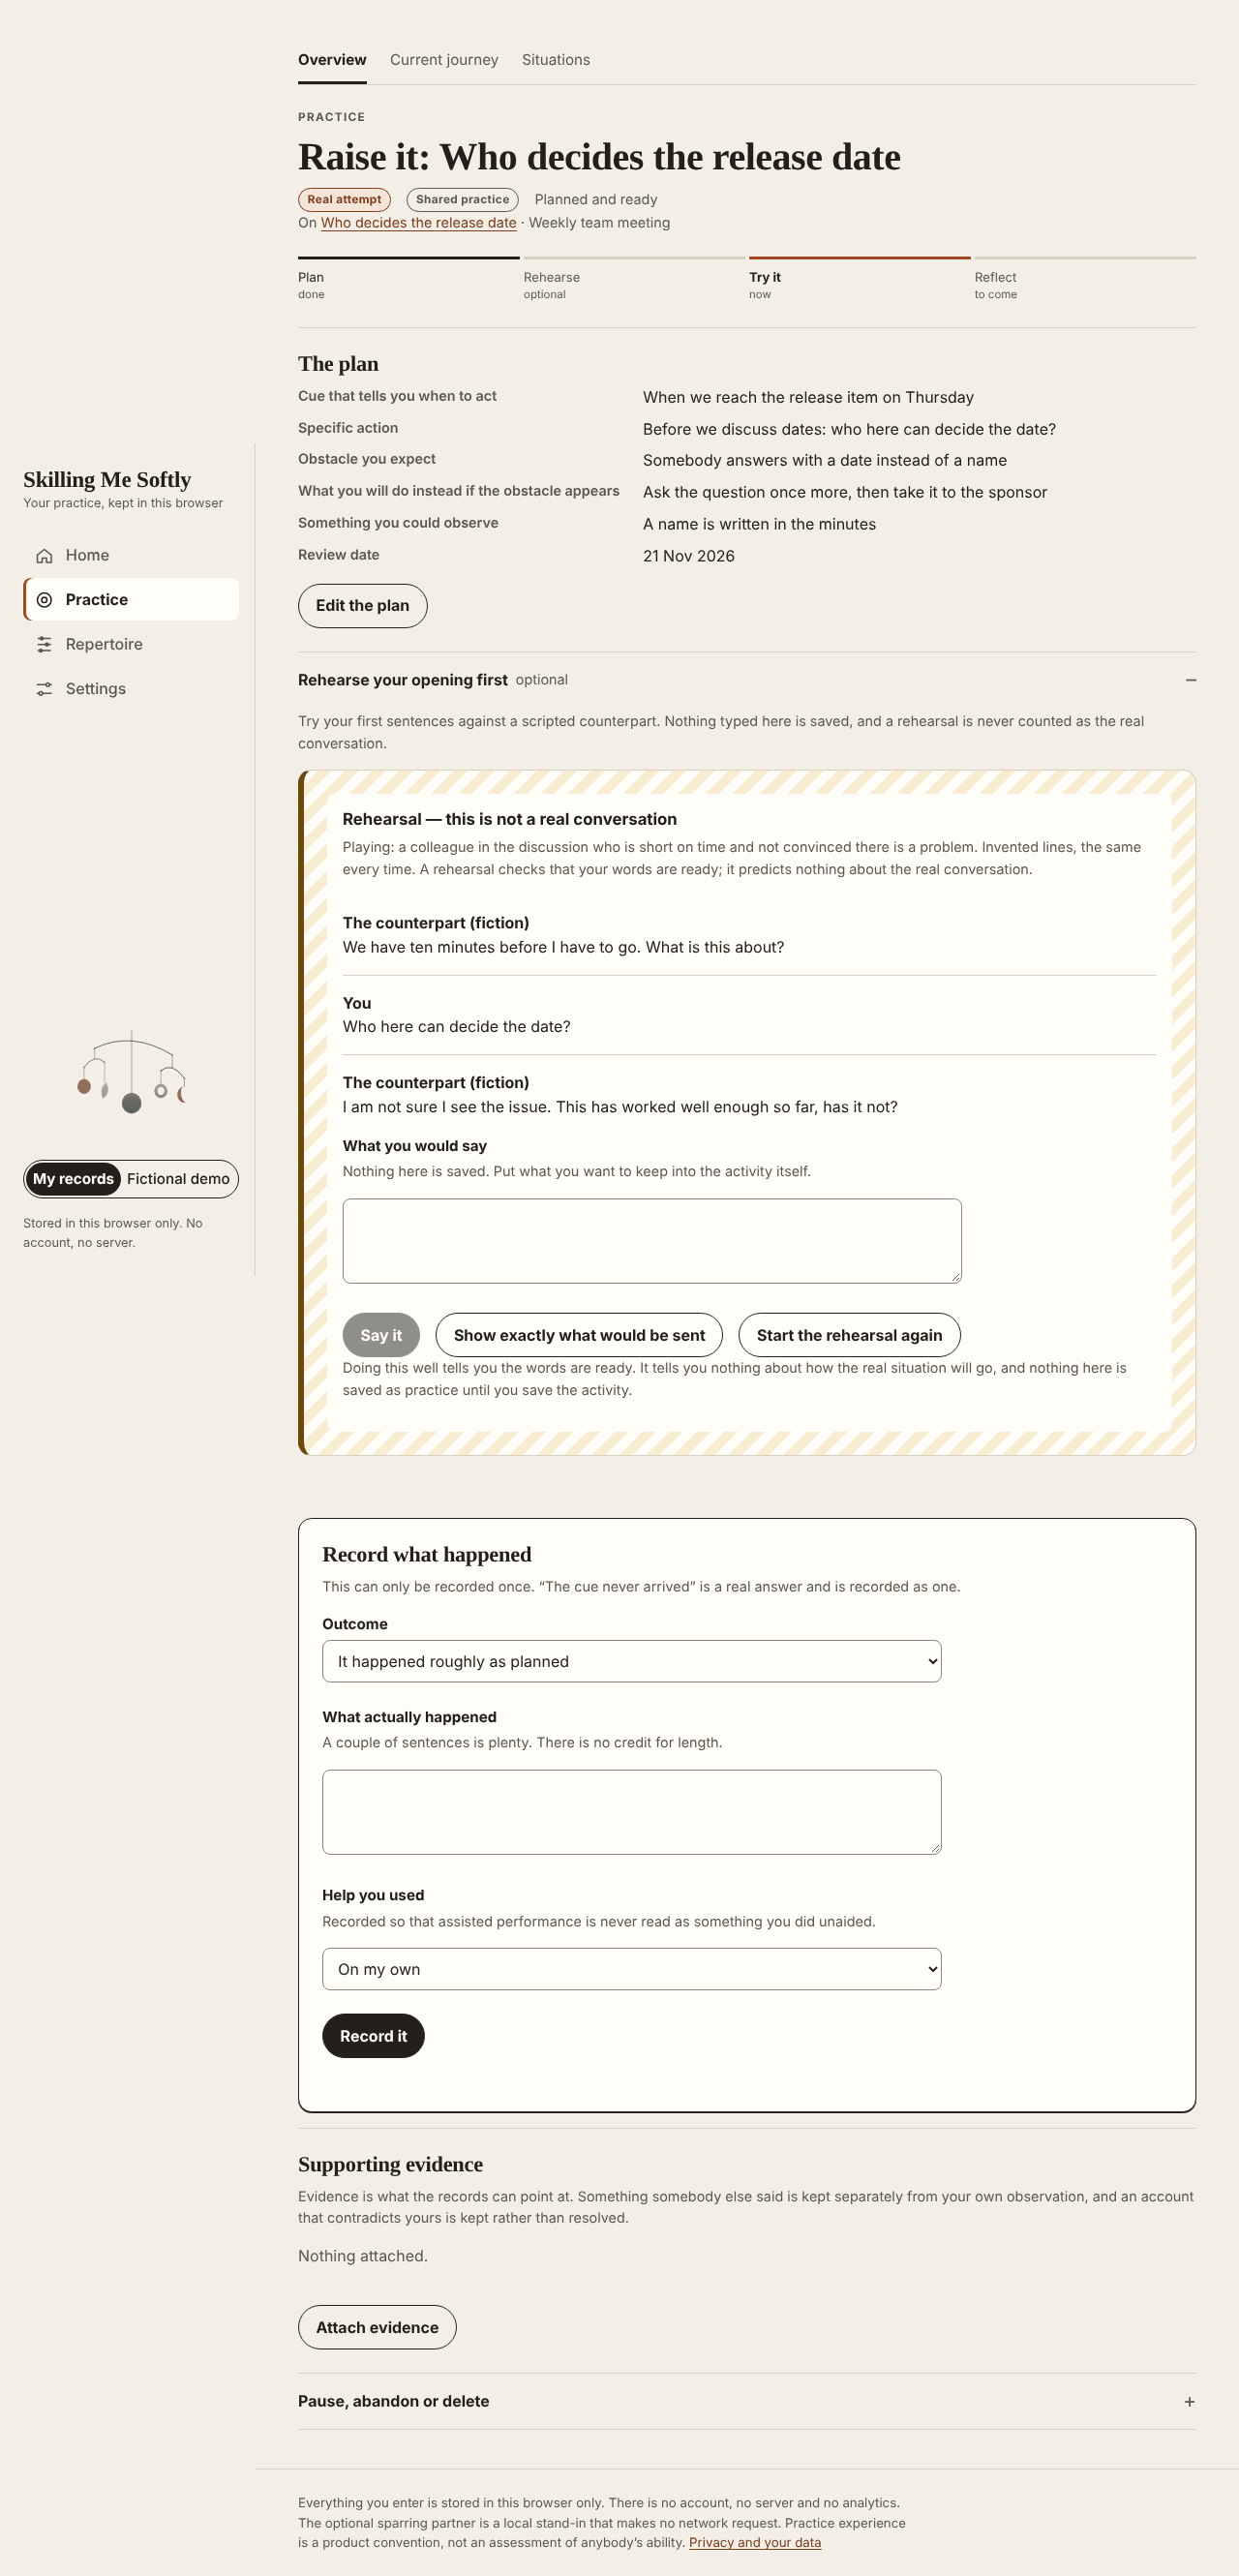 Overview Current journey Situations
PRACTICE
Raise it: Who decides the release date
Real attempt Shared practice Planned and ready
On Who decides the release date · Weekly team meeting
Plan
done
Rehearse
optional
Try it
now
Reflect
to come
The plan
Cue that tells you when to act When we reach the release item on Thursday
Specific action Before we discuss dates: who here can decide the date?
Obstacle you expect Somebody answers with a date instead of a name
What you will do instead if the obstacle appears Ask the question once more, then take it to the sponsor
Something you could observe A name is written in the minutes
Review date 21 Nov 2026
Edit the plan
Skilling Me Softly
Your practice, kept in this browser
Home
Practice
Repertoire
Settings
My records Fictional demo
Stored in this browser only. No
account, no server.
Rehearse your opening first optional
Try your first sentences against a scripted counterpart. Nothing typed here is saved, and a rehearsal is never counted as the real
conversation.
Rehearsal — this is not a real conversation
Playing: a colleague in the discussion who is short on time and not convinced there is a problem. Invented lines, the same
every time. A rehearsal checks that your words are ready; it predicts nothing about the real conversation.
The counterpart (fiction)
We have ten minutes before I have to go. What is this about?
You
Who here can decide the date?
The counterpart (fiction)
I am not sure I see the issue. This has worked well enough so far, has it not?
What you would say
Nothing here is saved. Put what you want to keep into the activity itself.
Say it Show exactly what would be sent Start the rehearsal again
Doing this well tells you the words are ready. It tells you nothing about how the real situation will go, and nothing here is
saved as practice until you save the activity.
Record what happened
This can only be recorded once. “The cue never arrived” is a real answer and is recorded as one.
Outcome
It happened roughly as planned
What actually happened
A couple of sentences is plenty. There is no credit for length.
Help you used
Recorded so that assisted performance is never read as something you did unaided.
On my own
Record it
Supporting evidence
Evidence is what the records can point at. Something somebody else said is kept separately from your own observation, and an account
that contradicts yours is kept rather than resolved.
Nothing attached.
Attach evidence
Pause, abandon or delete
Everything you enter is stored in this browser only. There is no account, no server and no analytics.
The optional sparring partner is a local stand-in that makes no network request. Practice experience
is a product convention, not an assessment of anybody’s ability. Privacy and your data